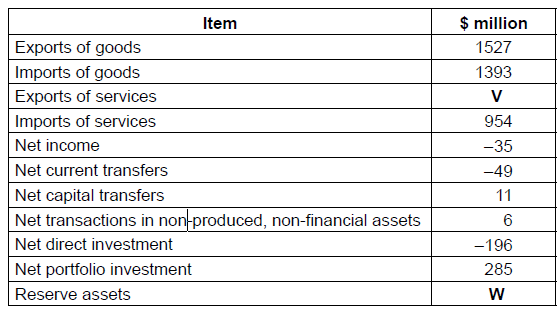 Item $ million
Exports of goods 1527
Imports of goods 1393
Exports of services V
Imports of services 954
Net income –35
Net current transfers –49
Net capital transfers 11
Net transactions in non-produced, non-financial assets 6
Net direct investment –196
Net portfolio investment 285
Reserve assets W